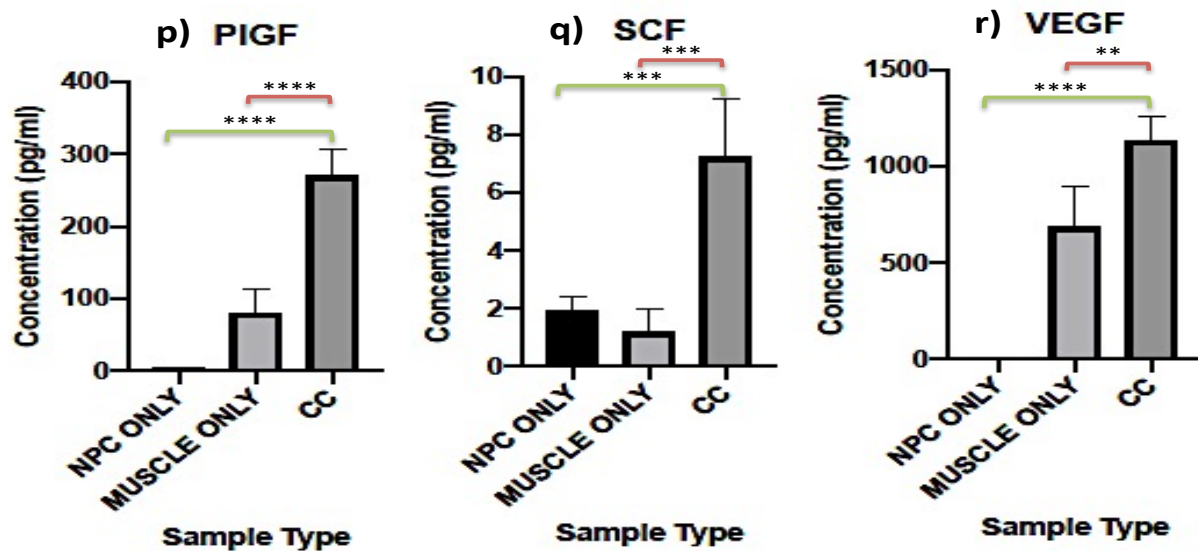 p) PIGF
****
****
Concentration (pg/ml)
400
300
200
100
0
NPC ONLY
MUSCLE ONLY
CC
Sample Type
q) SCF
***
***
Concentration (pg/ml)
10
8
6
4
2
0
NPC ONLY
MUSCLE ONLY
CC
Sample Type
r) VEGF
**
****
Concentration (pg/ml)
1500
1000
500
0
NPC ONLY
MUSCLE ONLY
CC
Sample Type